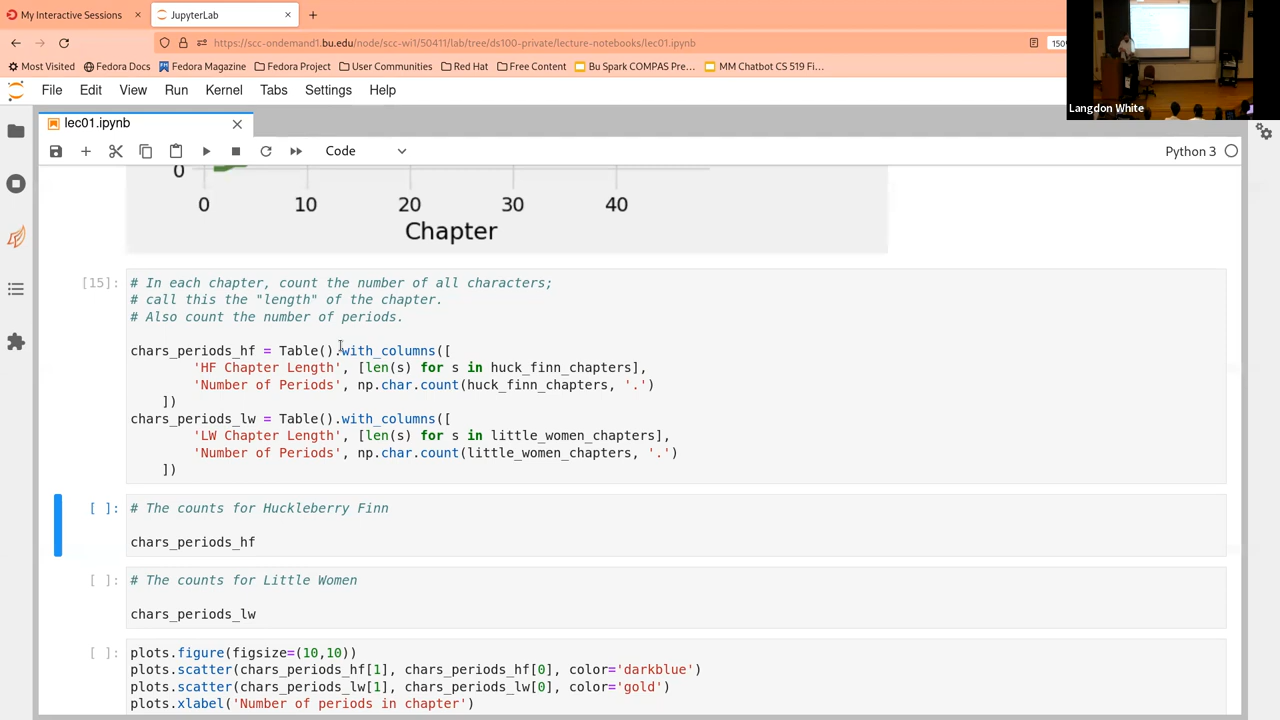 My Interactive Sessions
JupyterLab
https://scc-ondemand1.bu.edu/node/scc-wi1/50411/lab/tree/ds100-private/lecture-notebooks/lec01.ipynb
150%
Most Visited
Fedora Docs
Fedora Magazine
Fedora Project
User Communities
Red Hat
Free Content
Bu Spark COMPAS Pre…
MM Chatbot CS 519 Fi…
Langdon White
File Edit View Run Kernel Tabs Settings Help
lec01.ipynb
Code
Python 3
0
0 10 20 30 40
Chapter
[15]:
# In each chapter, count the number of all characters;
# call this the "length" of the chapter.
# Also count the number of periods.
chars_periods_hf = Table().with_columns([
'HF Chapter Length', [len(s) for s in huck_finn_chapters],
'Number of Periods', np.char.count(huck_finn_chapters, '.')
])
chars_periods_lw = Table().with_columns([
'LW Chapter Length', [len(s) for s in little_women_chapters],
'Number of Periods', np.char.count(little_women_chapters, '.')
])
[ ]:
# The counts for Huckleberry Finn
chars_periods_hf
[ ]:
# The counts for Little Women
chars_periods_lw
[ ]:
plots.figure(figsize=(10,10))
plots.scatter(chars_periods_hf[1], chars_periods_hf[0], color='darkblue')
plots.scatter(chars_periods_lw[1], chars_periods_lw[0], color='gold')
plots.xlabel('Number of periods in chapter')